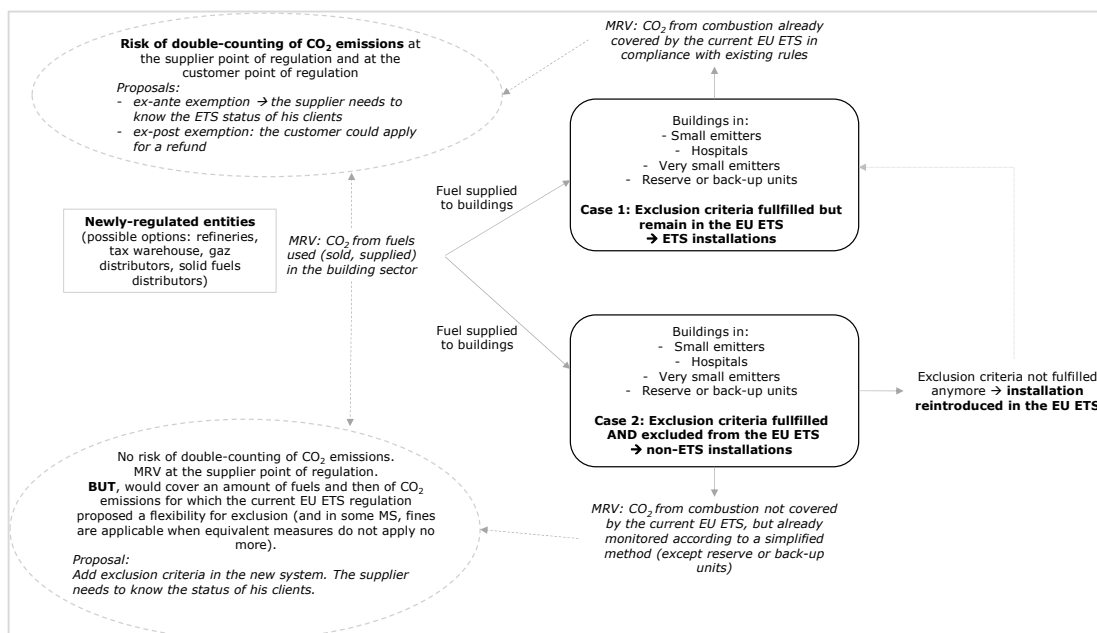 Risk of double-counting of CO2 emissions at
the supplier point of regulation and at the
customer point of regulation
Proposals:
- ex-ante exemption → the supplier needs to
know the ETS status of his clients
- ex-post exemption: the customer could apply
for a refund
MRV: CO2 from combustion already
covered by the current EU ETS in
compliance with existing rules
Buildings in:
- Small emitters
- Hospitals
- Very small emitters
- Reserve or back-up units
Case 1: Exclusion criteria fullfilled but
remain in the EU ETS
→ ETS installations
Fuel supplied
to buildings
Newly-regulated entities
(possible options: refineries,
tax warehouse, gaz
distributors, solid fuels
distributors)
MRV: CO2 from fuels
used (sold, supplied)
in the building sector
Fuel supplied
to buildings
Buildings in:
- Small emitters
- Hospitals
- Very small emitters
- Reserve or back-up units
Case 2: Exclusion criteria fullfilled
AND excluded from the EU ETS
→ non-ETS installations
Exclusion criteria not fulfilled
anymore → installation
reintroduced in the EU ETS
No risk of double-counting of CO2 emissions.
MRV at the supplier point of regulation.
BUT, would cover an amount of fuels and then of CO2
emissions for which the current EU ETS regulation
proposed a flexibility for exclusion (and in some MS, fines
are applicable when equivalent measures do not apply no
more).
Proposal:
Add exclusion criteria in the new system. The supplier
needs to know the status of his clients.
MRV: CO2 from combustion not covered
by the current EU ETS, but already
monitored according to a simplified
method (except reserve or back-up
units)